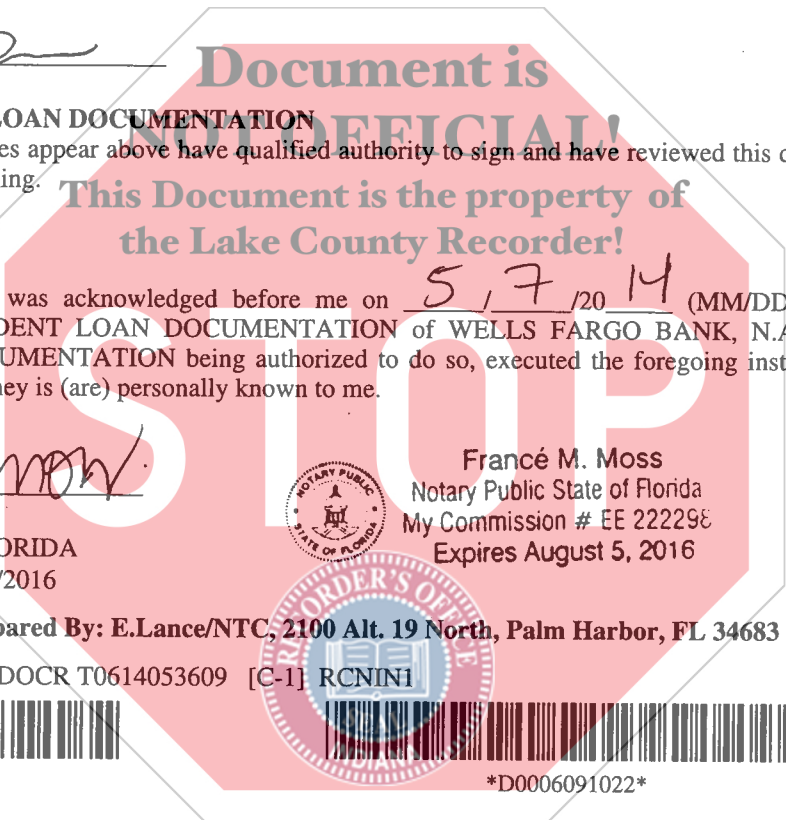 Document is
NOT OFFICIAL!
This Document is the property of
the Lake County Recorder!
STOP
LOAN DOCUMENTATION
es appear above have qualified authority to sign and have reviewed this
ing.
was acknowledged before me on 5 / 7 /20 14 (MM/DD
DENT LOAN DOCUMENTATION of WELLS FARGO BANK, N.A
UMENTATION being authorized to do so, executed the foregoing inst
ney is (are) personally known to me.
NOTARY PUBLIC
STATE OF FLORIDA
Francé M. Moss
Notary Public State of Florida
My Commission # EE 222298
Expires August 5, 2016
ORIDA
/2016
pared By: E.Lance/NTC, 2100 Alt. 19 North, Palm Harbor, FL 34683
RECORDER'S OFFICE
SEAL
INDIANA
DOCR T0614053609 [C-1] RCNIN1
*D0006091022*